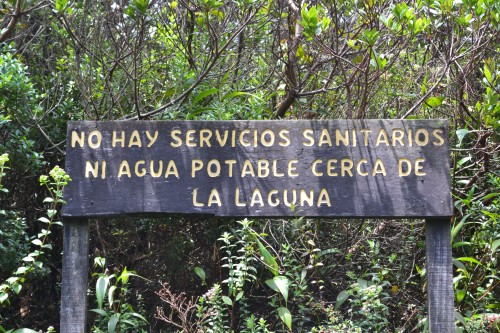 NO HAY SERVICIOS SANITARIOS
NI AGUA POTABLE CERCA DE
LA LAGUNA